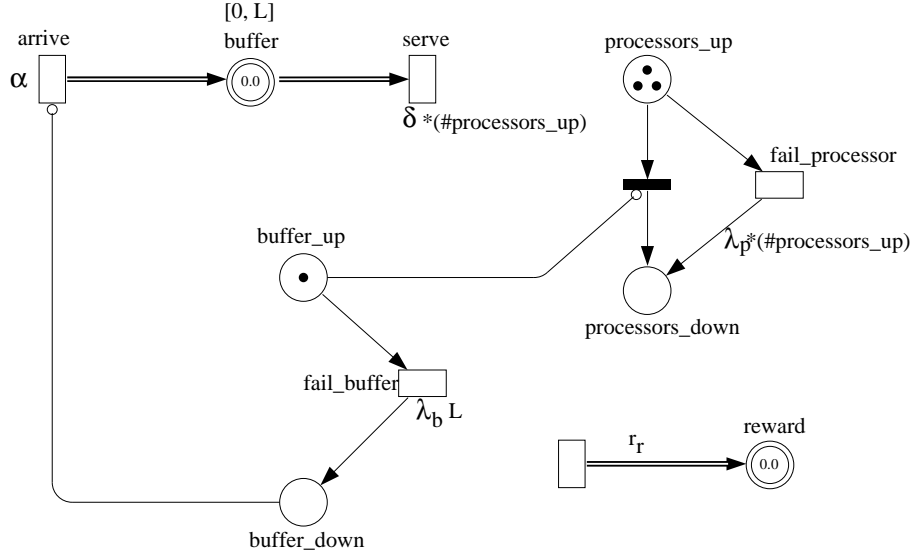 [0, L]
arrive
buffer
serve
processors_up
α
0.0
δ *(#processors_up)
fail_processor
buffer_up
λp*(#processors_up)
processors_down
fail_buffer
λb L
reward
rr
0.0
buffer_down